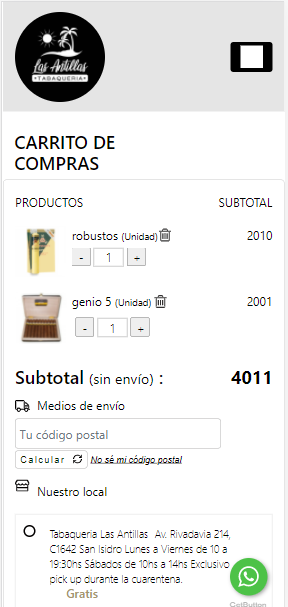 Las Antillas
TABAQUERIA
CARRITO DE
COMPRAS
PRODUCTOS SUBTOTAL
robustos (Unidad) 2010
- 1 +
genio 5 (Unidad) 2001
- 1 +
Subtotal (sin envío) : 4011
Medios de envío
Tu código postal
Calcular No sé mi código postal
Nuestro local
Tabaqueria Las Antillas Av. Rivadavia 214,
C1642 San Isidro Lunes a Viernes de 10 a
19:30hs Sábados de 10hs a 14hs Exclusivo
pick up durante la cuarentena.
Gratis
GetButton